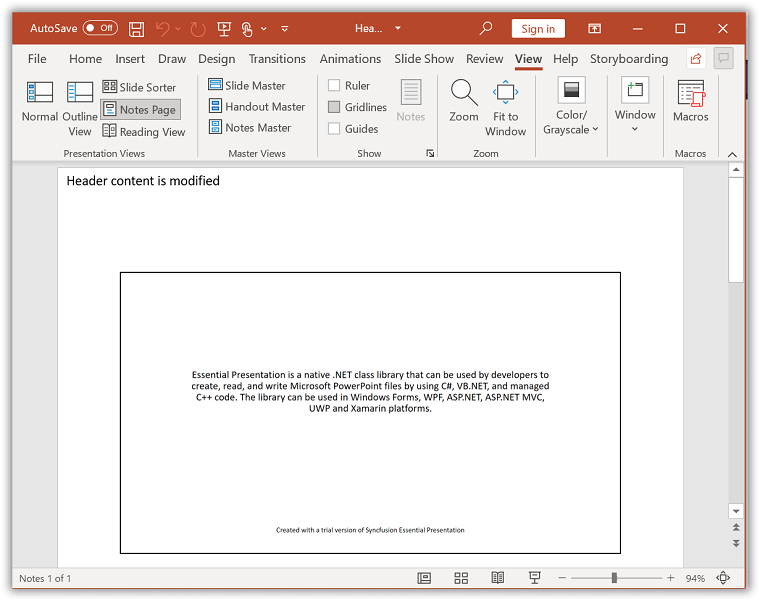 AutoSave Off Hea... Sign in
File Home Insert Draw Design Transitions Animations Slide Show Review View Help Storyboarding
Normal
Outline
View
Slide Sorter
Notes Page
Reading View
Presentation Views
Slide Master
Handout Master
Notes Master
Master Views
Ruler
Gridlines
Guides
Notes
Show
Zoom
Fit to
Window
Zoom
Color/
Grayscale
Window
Macros
Macros
Header content is modified
Essential Presentation is a native .NET class library that can be used by developers to
create, read, and write Microsoft PowerPoint files by using C#, VB.NET, and managed
C++ code. The library can be used in Windows Forms, WPF, ASP.NET, ASP.NET MVC,
UWP and Xamarin platforms.
Created with a trial version of Syncfusion Essential Presentation
Notes 1 of 1 94%